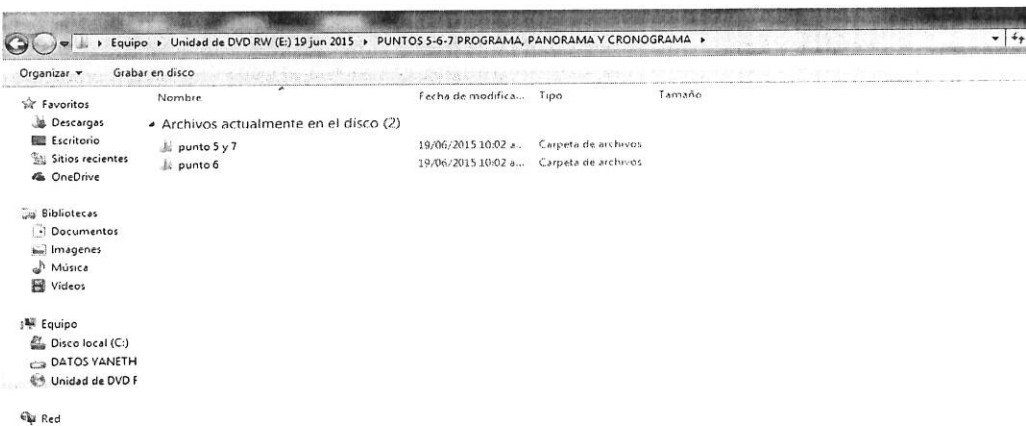 Equipo ▸ Unidad de DVD RW (E:) 19 jun 2015 ▸ PUNTOS 5-6-7 PROGRAMA, PANORAMA Y CRONOGRAMA ▸
Organizar Grabar en disco
Nombre Fecha de modifica... Tipo Tamaño
Archivos actualmente en el disco (2)
punto 5 y 7 19/06/2015 10:02 a... Carpeta de archivos
punto 6 19/06/2015 10:02 a... Carpeta de archivos
Favoritos
Descargas
Escritorio
Sitios recientes
OneDrive
Bibliotecas
Documentos
Imagenes
Música
Vídeos
Equipo
Disco local (C:)
DATOS YANETH
Unidad de DVD F
Red